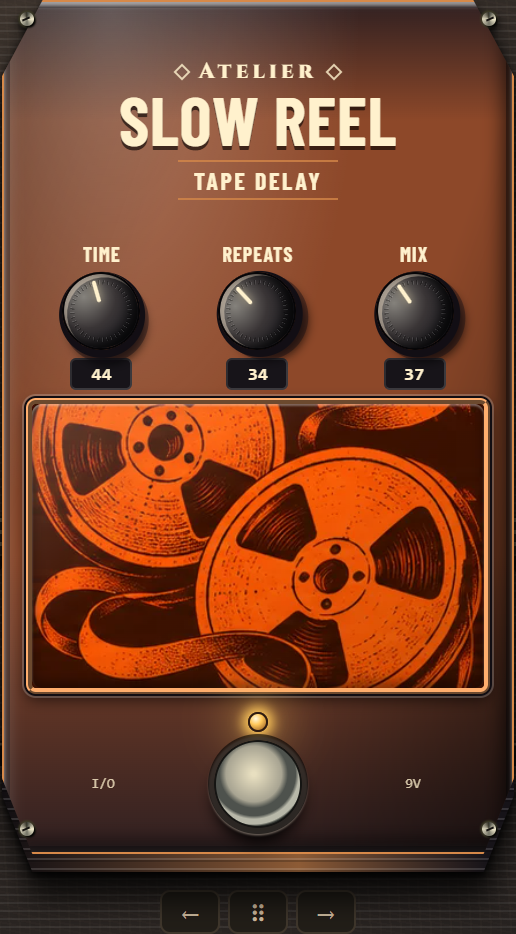 ATELIER
SLOW REEL
TAPE DELAY
TIME REPEATS MIX
44 34 37
I/O 9V